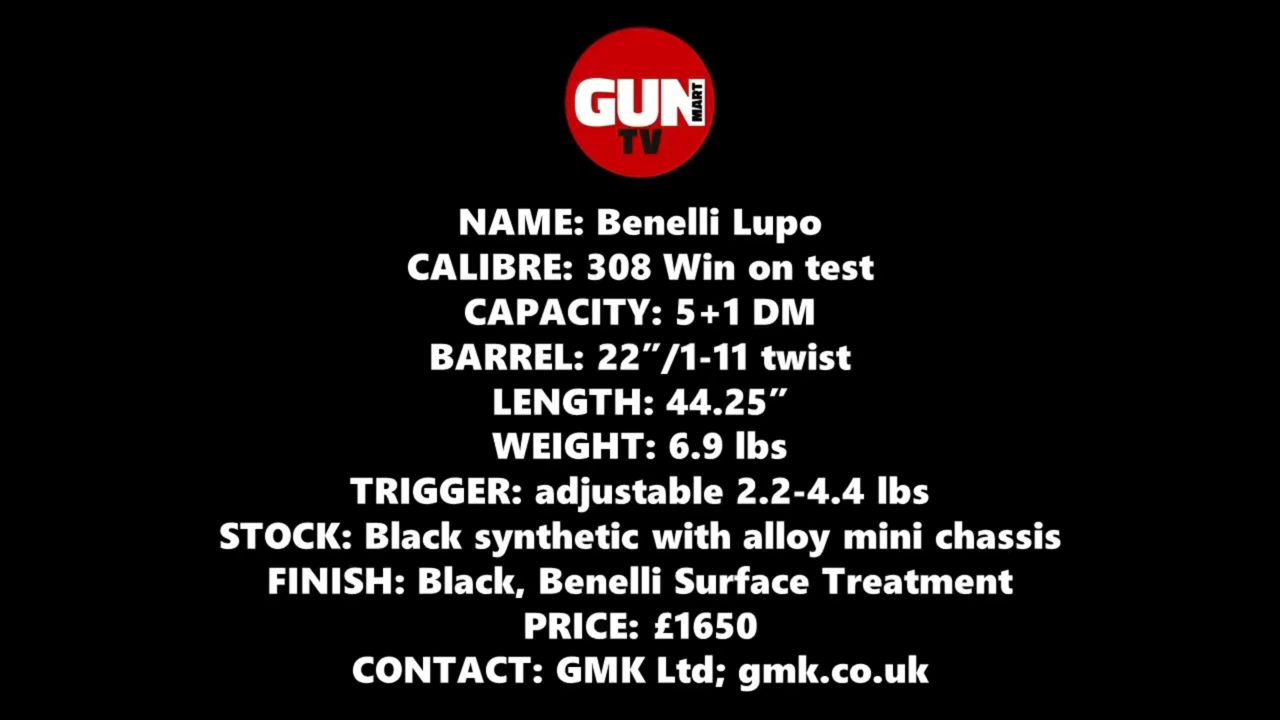 GUN MART
TV
NAME: Benelli Lupo
CALIBRE: 308 Win on test
CAPACITY: 5+1 DM
BARREL: 22”/1-11 twist
LENGTH: 44.25”
WEIGHT: 6.9 lbs
TRIGGER: adjustable 2.2-4.4 lbs
STOCK: Black synthetic with alloy mini chassis
FINISH: Black, Benelli Surface Treatment
PRICE: £1650
CONTACT: GMK Ltd; gmk.co.uk